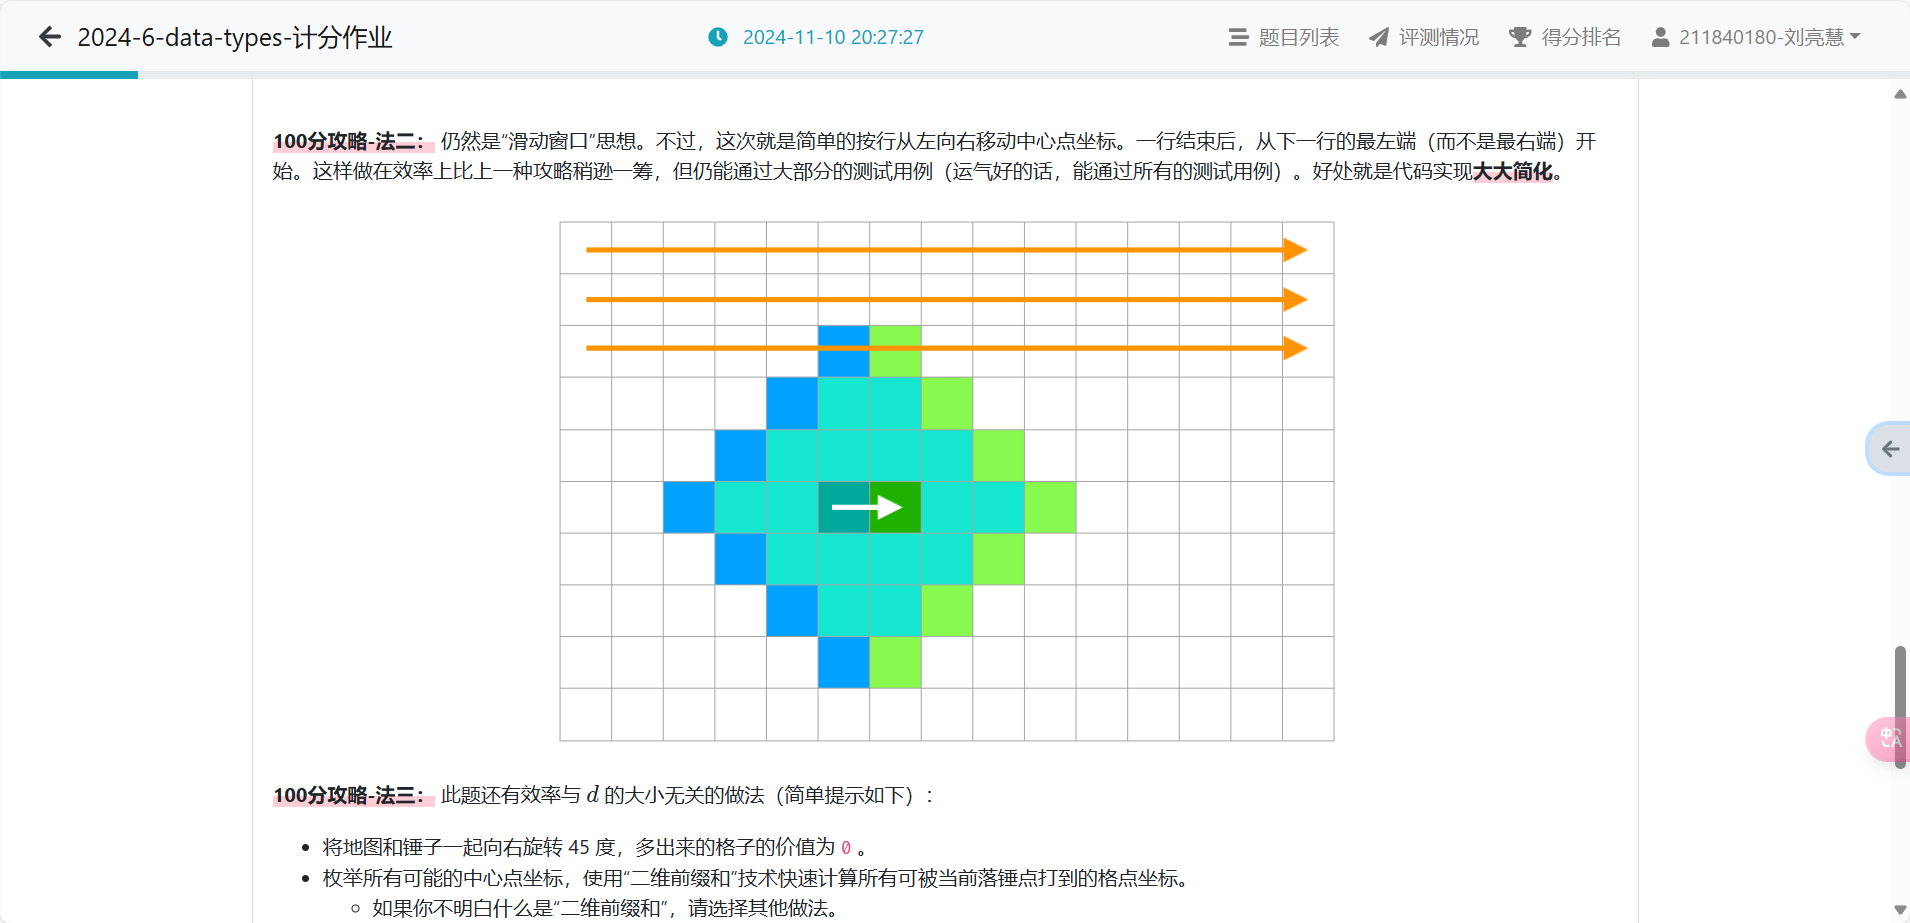 2024-6-data-types-计分作业
2024-11-10 20:27:27
题目列表
评测情况
得分排名
211840180-刘亮慧
100分攻略-法二： 仍然是“滑动窗口”思想。不过，这次就是简单的按行从左向右移动中心点坐标。一行结束后，从下一行的最左端（而不是最右端）开
始。这样做在效率上比上一种攻略稍逊一筹，但仍能通过大部分的测试用例（运气好的话，能通过所有的测试用例）。好处就是代码实现大大简化。
100分攻略-法三： 此题还有效率与 d 的大小无关的做法（简单提示如下）：
• 将地图和锤子一起向右旋转 45 度，多出来的格子的价值为 0 。
• 枚举所有可能的中心点坐标，使用“二维前缀和”技术快速计算所有可被当前落锤点打到的格点坐标。
◦ 如果你不明白什么是“二维前缀和”，请选择其他做法。
中A